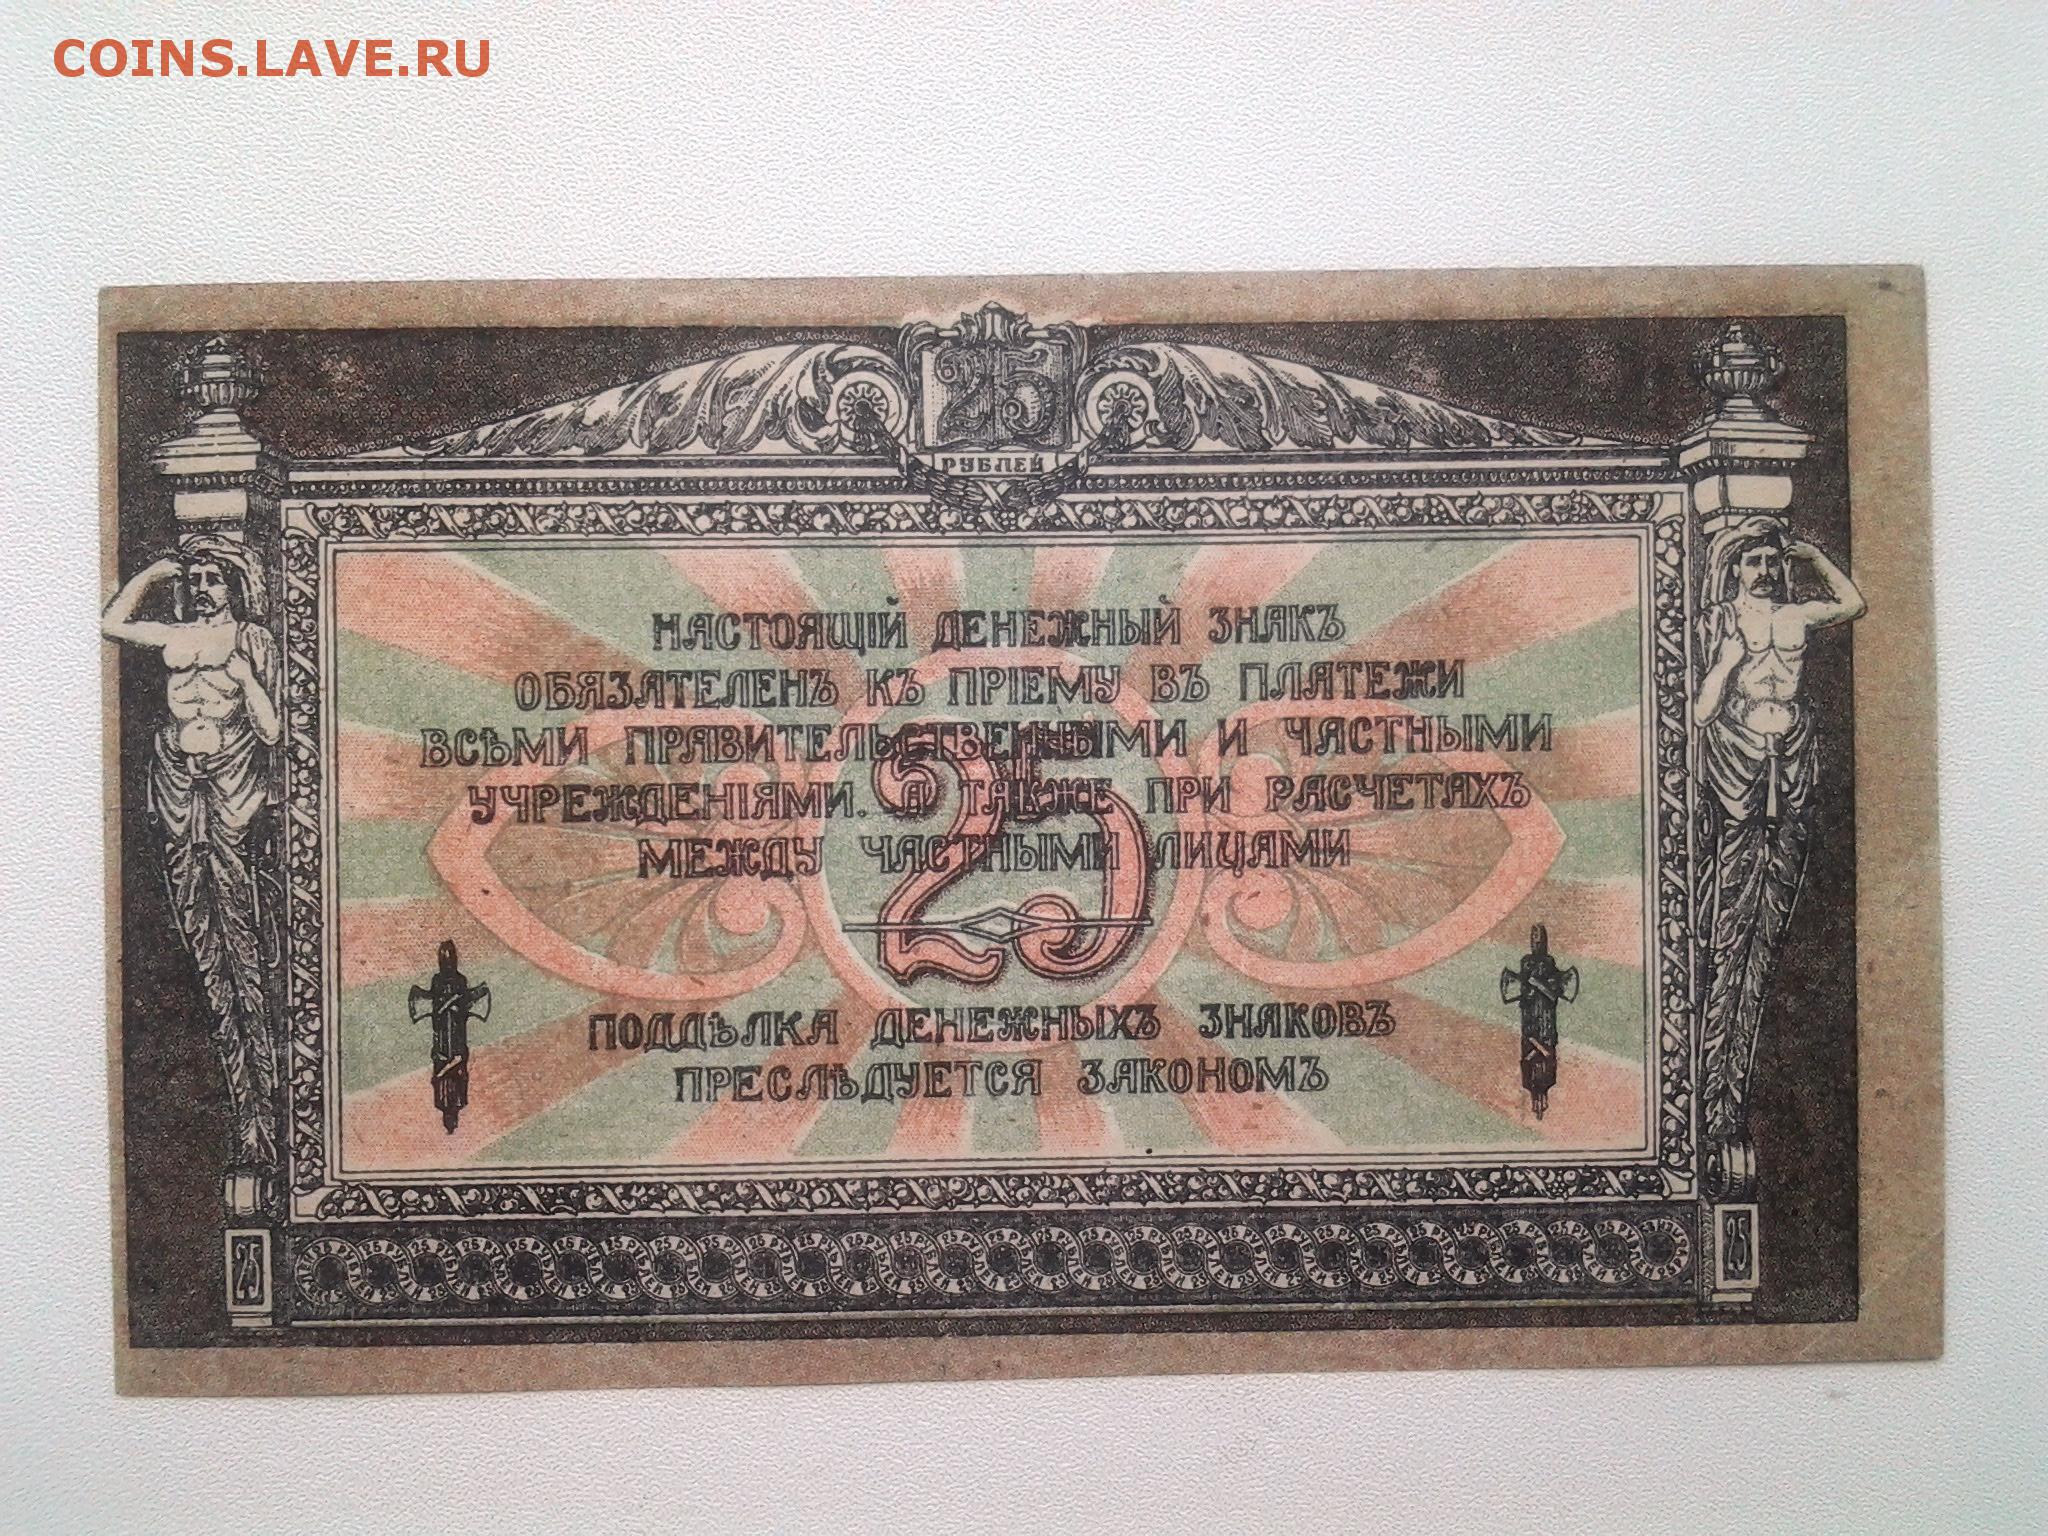 COINS.LAVE.RU
25
РУБЛЕЙ
НАСТОЯЩІЙ ДЕНЕЖНЫЙ ЗНАКЪ
ОБЯЗАТЕЛЕНЪ КЪ ПРІЕМУ ВЪ ПЛАТЕЖИ
ВСѢМИ ПРАВИТЕЛЬСТВЕННЫМИ И ЧАСТНЫМИ
УЧРЕЖДЕНІЯМИ. А ТАКЖЕ ПРИ РАСЧЕТАХЪ
МЕЖДУ ЧАСТНЫМИ ЛИЦАМИ
25
ПОДДѢЛКА ДЕНЕЖНЫХЪ ЗНАКОВЪ
ПРЕСЛѢДУЕТСЯ ЗАКОНОМЪ
25 25